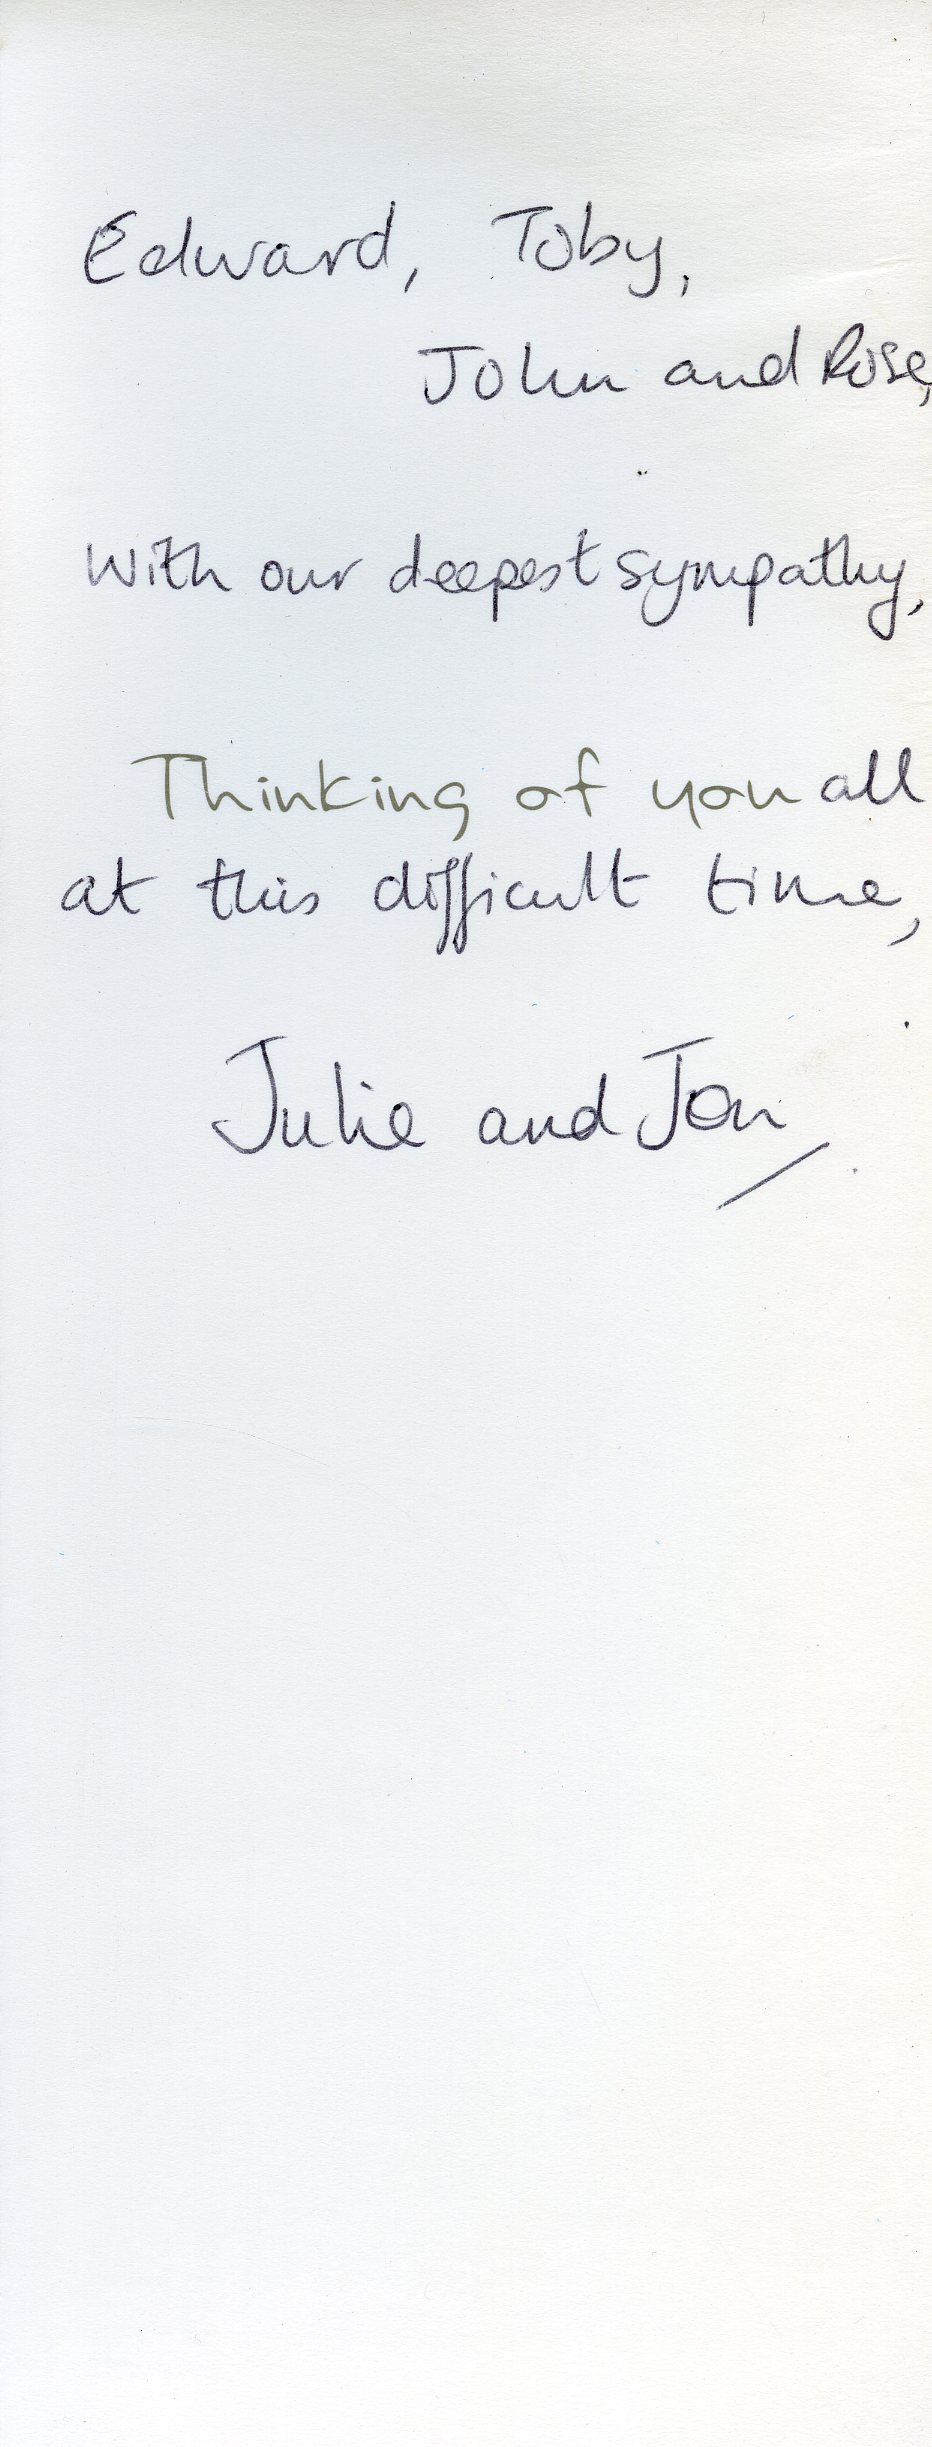 Edward, Toby,
John and Rose,
With our deepest sympathy,
Thinking of you all
at this difficult time,
Julie and Jon